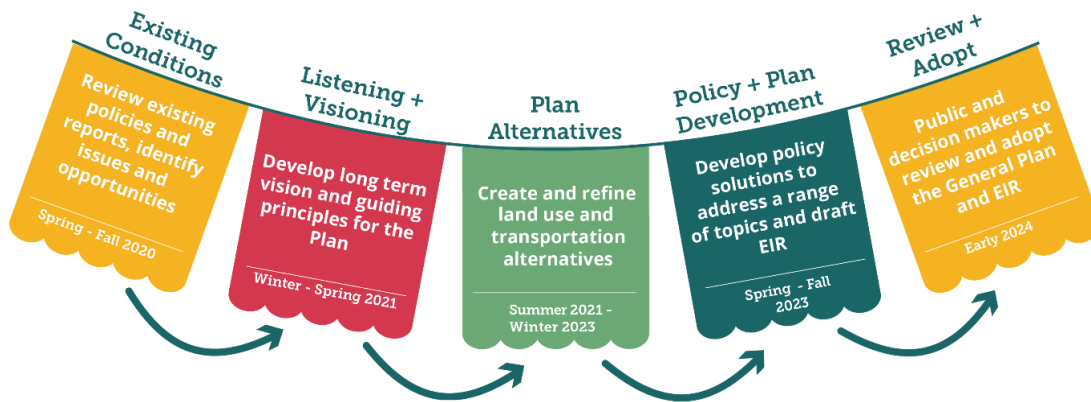 Existing
Conditions
Review existing
policies and
reports, identify
issues and
opportunities
Spring - Fall 2020
Listening +
Visioning
Develop long term
vision and guiding
principles for the
Plan
Winter - Spring 2021
Plan
Alternatives
Create and refine
land use and
transportation
alternatives
Summer 2021 -
Winter 2023
Policy + Plan
Development
Develop policy
solutions to
address a range
of topics and draft
EIR
Spring - Fall
2023
Review +
Adopt
Public and
decision makers to
review and adopt
the General Plan
and EIR
Early 2024